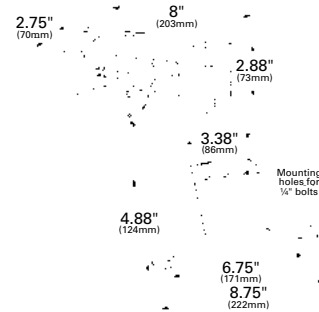 8"
(203mm)
2.75"
(70mm)
2.88"
(73mm)
3.38"
(86mm)
Mounting
holes for
¼" bolts
4.88"
(124mm)
6.75"
(171mm)
8.75"
(222mm)